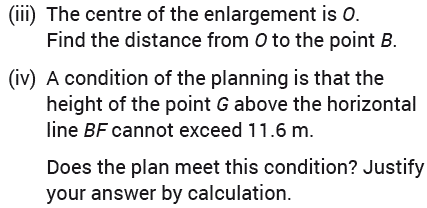 (iii) The centre of the enlargement is O.
Find the distance from O to the point B.
(iv) A condition of the planning is that the
height of the point G above the horizontal
line BF cannot exceed 11.6 m.
Does the plan meet this condition? Justify
your answer by calculation.